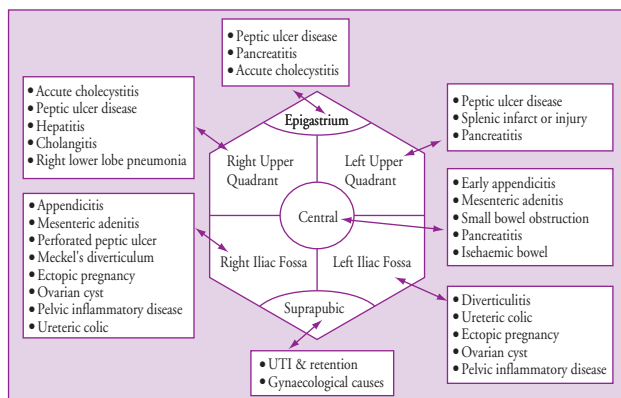 • Peptic ulcer disease
• Pancreatitis
• Accute cholecystitis
• Accute cholecystitis
• Peptic ulcer disease
• Hepatitis
• Cholangitis
• Right lower lobe pneumonia
• Peptic ulcer disease
• Splenic infarct or injury
• Pancreatitis
Epigastrium
Right Upper
Quadrant
Left Upper
Quadrant
Central
Right Iliac Fossa
Left Iliac Fossa
Suprapubic
• Appendicitis
• Mesenteric adenitis
• Perforated peptic ulcer
• Meckel's diverticulum
• Ectopic pregnancy
• Ovarian cyst
• Pelvic inflammatory disease
• Ureteric colic
• Early appendicitis
• Mesenteric adenitis
• Small bowel obstruction
• Pancreatitis
• Isehaemic bowel
• Diverticulitis
• Ureteric colic
• Ectopic pregnancy
• Ovarian cyst
• Pelvic inflammatory disease
• UTI & retention
• Gynaecological causes